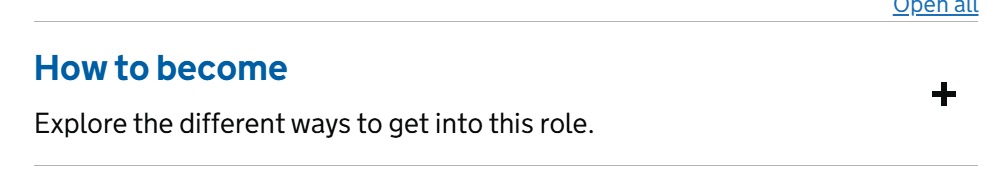 Open all
How to become
Explore the different ways to get into this role.